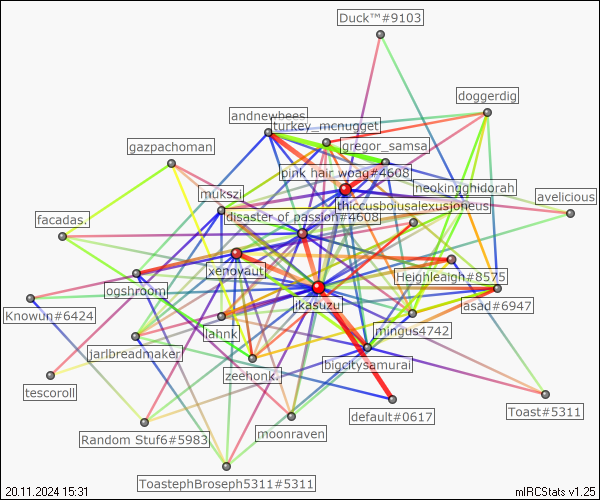 Duck™#9103
doggerdig
andnewbees
turkey_mcnugget
gregor_samsa
gazpachoman
pink hair woag#4608
neokingghidorah
mukszi
avelicious
thiccusbojusalexusjoneus
disaster of passion#4608
facadas.
xenoyaut
Heighleaigh#8575
ogshroom
jkasuzu
asad#6947
Knowun#6424
lahnk
mingus4742
jarlbreadmaker
bigcitysamurai
zeehonk.
tescoroll
default#0617
Toast#5311
Random Stuf6#5983
moonraven
ToastephBroseph5311#5311
20.11.2024 15:31
mIRCStats v1.25